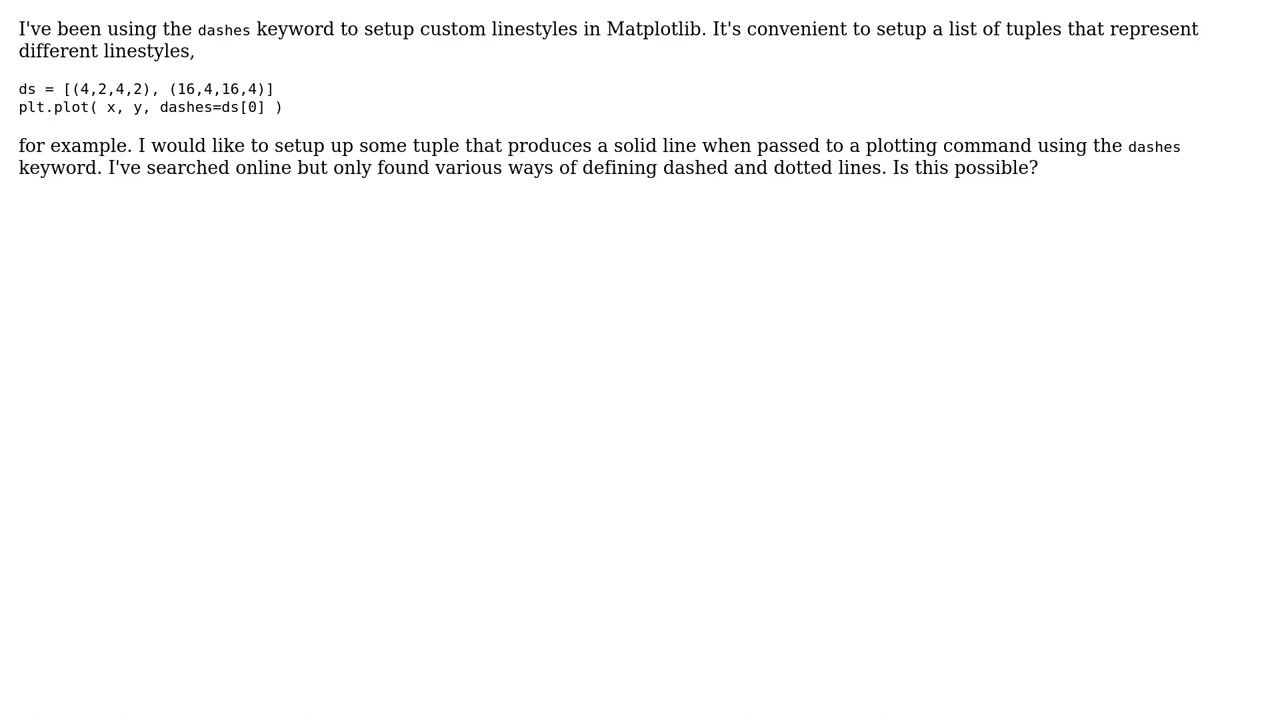 I've been using the dashes keyword to setup custom linestyles in Matplotlib. It's convenient to setup a list of tuples that represent
different linestyles,
ds = [(4,2,4,2), (16,4,16,4)]
plt.plot( x, y, dashes=ds[0] )
for example. I would like to setup up some tuple that produces a solid line when passed to a plotting command using the dashes
keyword. I've searched online but only found various ways of defining dashed and dotted lines. Is this possible?